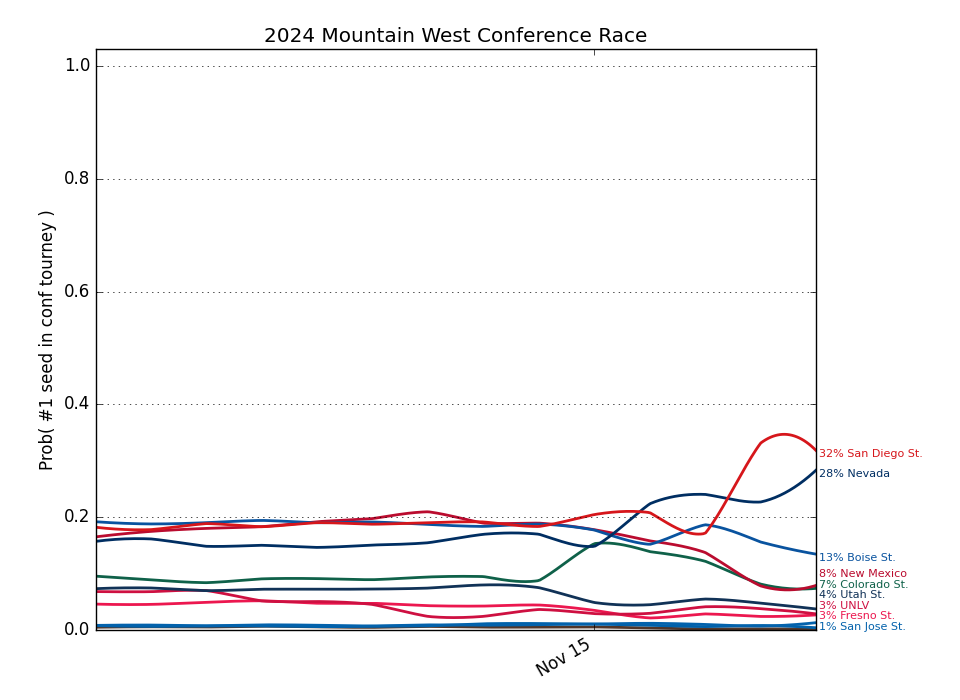 2024 Mountain West Conference Race
Prob( #1 seed in conf tourney )
1.0
0.8
0.6
0.4
0.2
0.0
Nov 15
32% San Diego St.
28% Nevada
13% Boise St.
8% New Mexico
7% Colorado St.
4% Utah St.
3% UNLV
3% Fresno St.
1% San Jose St.